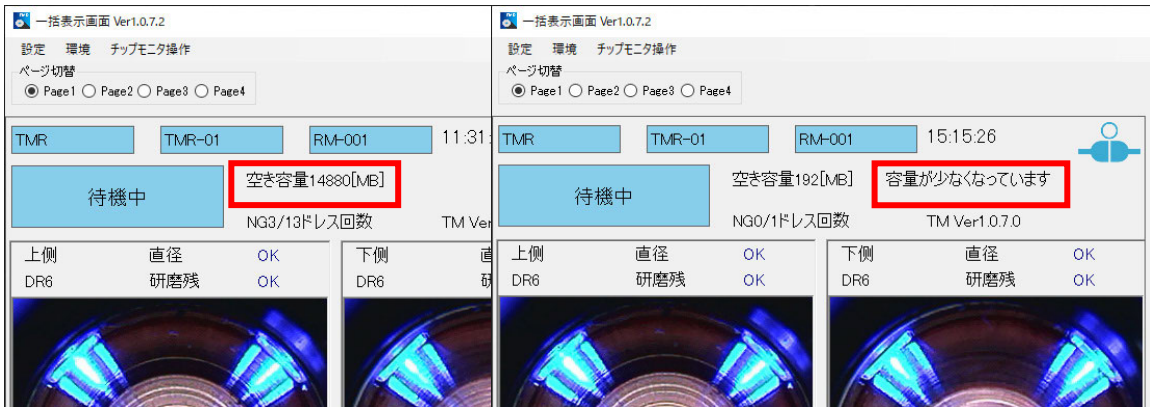 一括表示画面 Ver1.0.7.2
設定 環境 チップモニタ操作
ページ切替
Page1 Page2 Page3 Page4
TMR TMR-01 RM-001 11:31:
待機中
空き容量14880[MB]
NG3/13ドレス回数 TM Ver
上側 直径 OK 下側
DR6 研磨残 OK DR6
一括表示画面 Ver1.0.7.2
設定 環境 チップモニタ操作
ページ切替
Page1 Page2 Page3 Page4
TMR TMR-01 RM-001 15:15:26
待機中
空き容量192[MB] 容量が少なくなっています
NG0/1ドレス回数 TM Ver1.0.7.0
上側 直径 OK 下側 直径 OK
DR6 研磨残 OK DR6 研磨残 OK